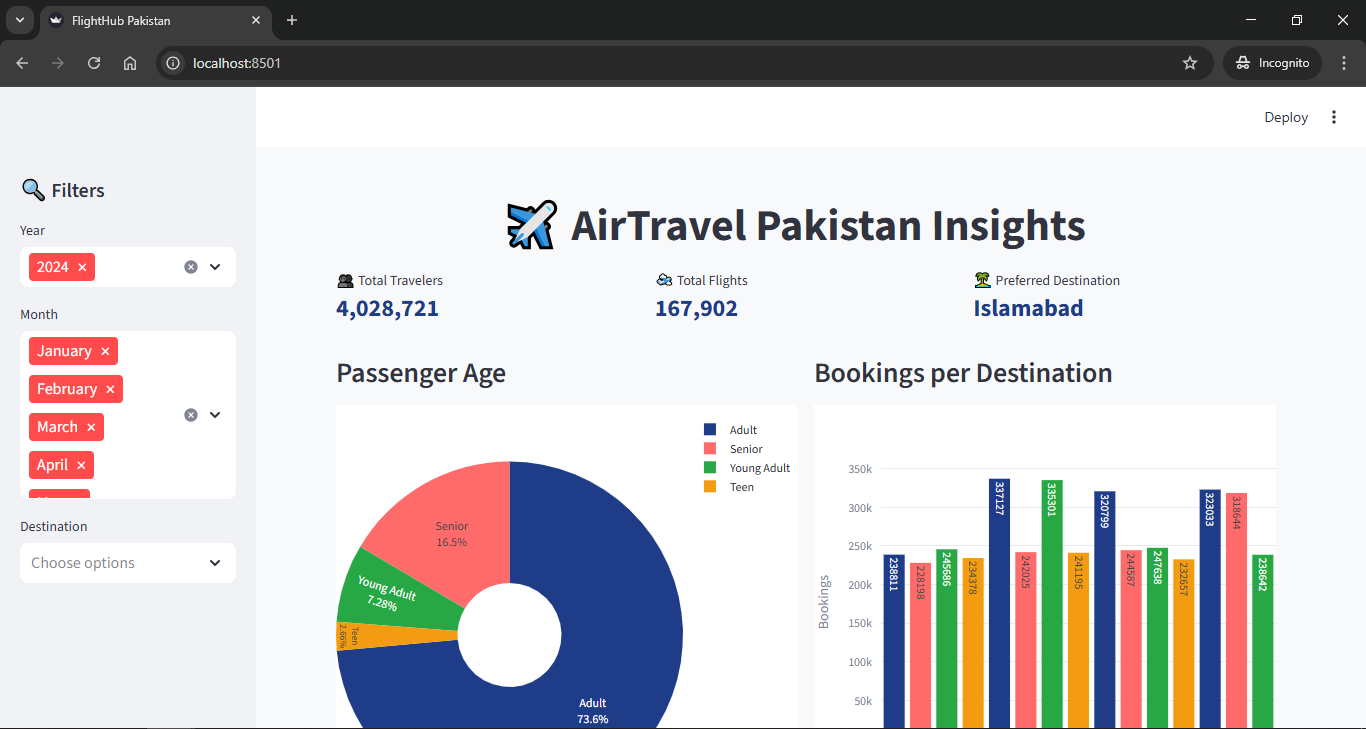 FlightHub Pakistan
localhost:8501
Incognito
Deploy
Filters
Year
2024
Month
January
February
March
April
Destination
Choose options
AirTravel Pakistan Insights
Total Travelers
4,028,721
Total Flights
167,902
Preferred Destination
Islamabad
Passenger Age
Adult
Senior
Young Adult
Teen
Senior
16.5%
Young Adult
7.28%
Teen
2.66%
Adult
73.6%
Bookings per Destination
350k
300k
250k
200k
150k
100k
50k
Bookings
238811
228198
245686
234378
337127
242025
335301
241195
320799
244587
247638
232657
323033
318644
238642